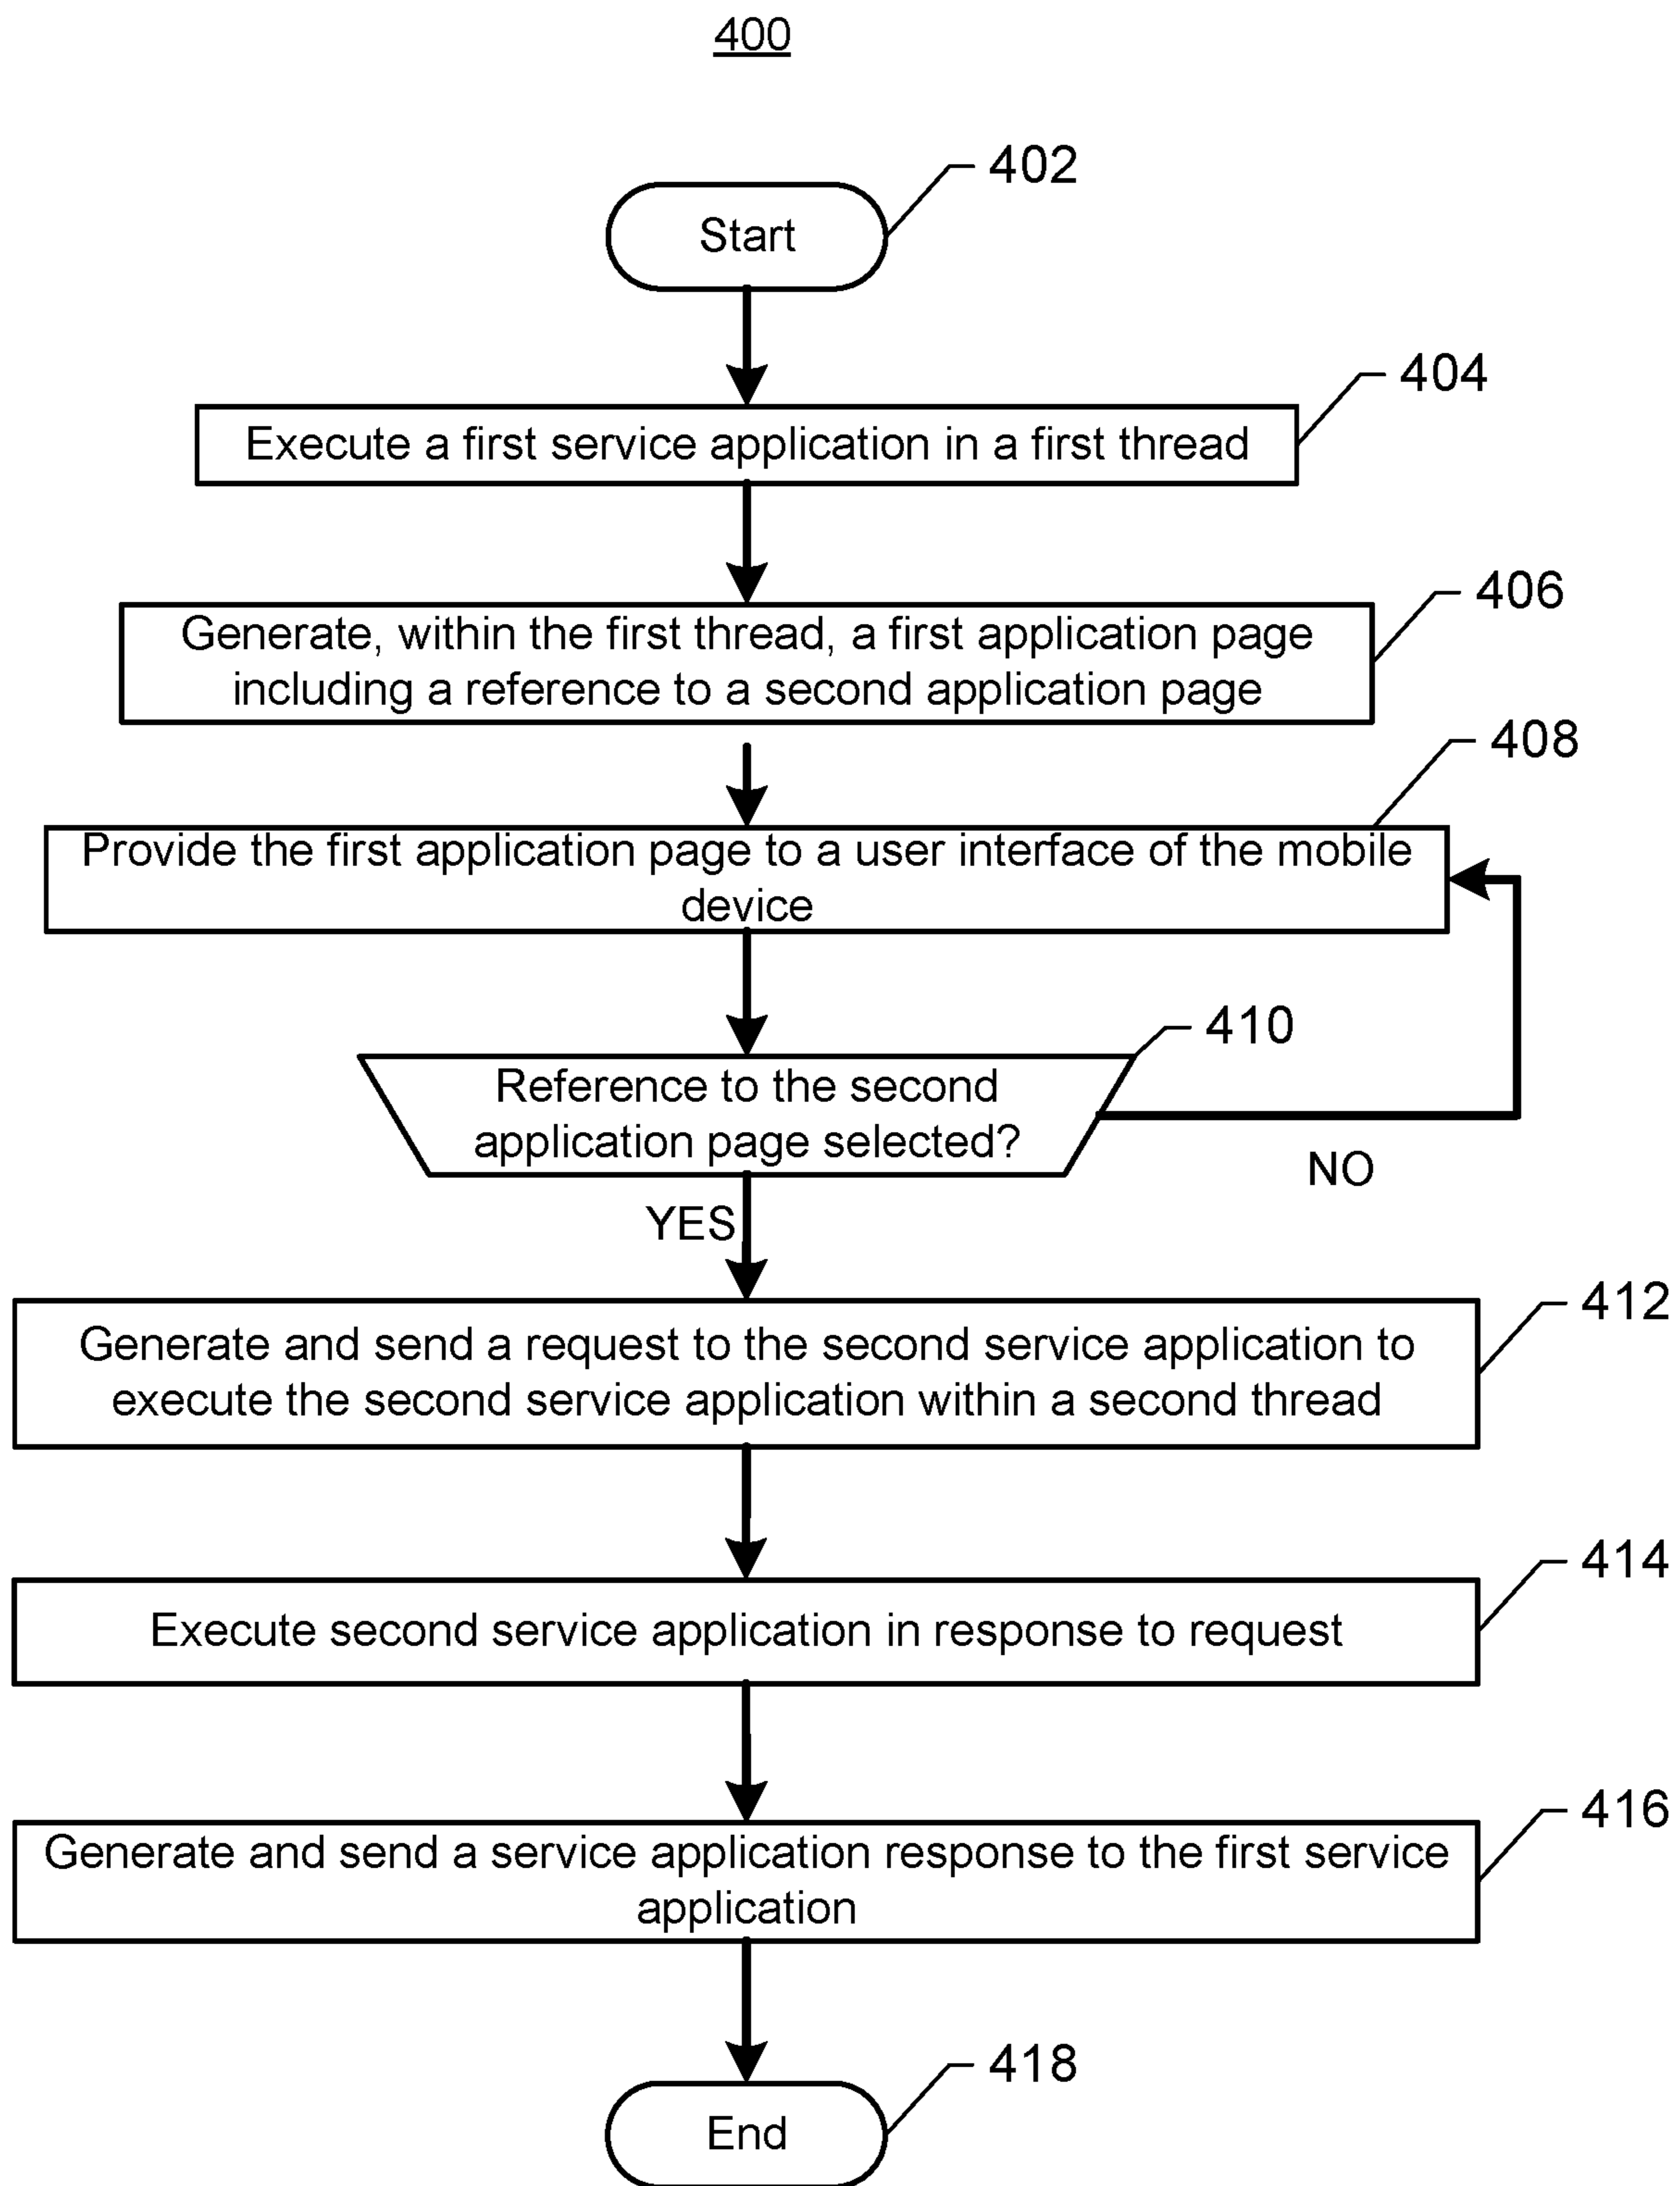 400
402
Start
404
Execute a first service application in a first thread
406
Generate, within the first thread, a first application page
including a reference to a second application page
408
Provide the first application page to a user interface of the mobile
device
410
Reference to the second
application page selected?
NO
YES
412
Generate and send a request to the second service application to
execute the second service application within a second thread
414
Execute second service application in response to request
416
Generate and send a service application response to the first service
application
418
End